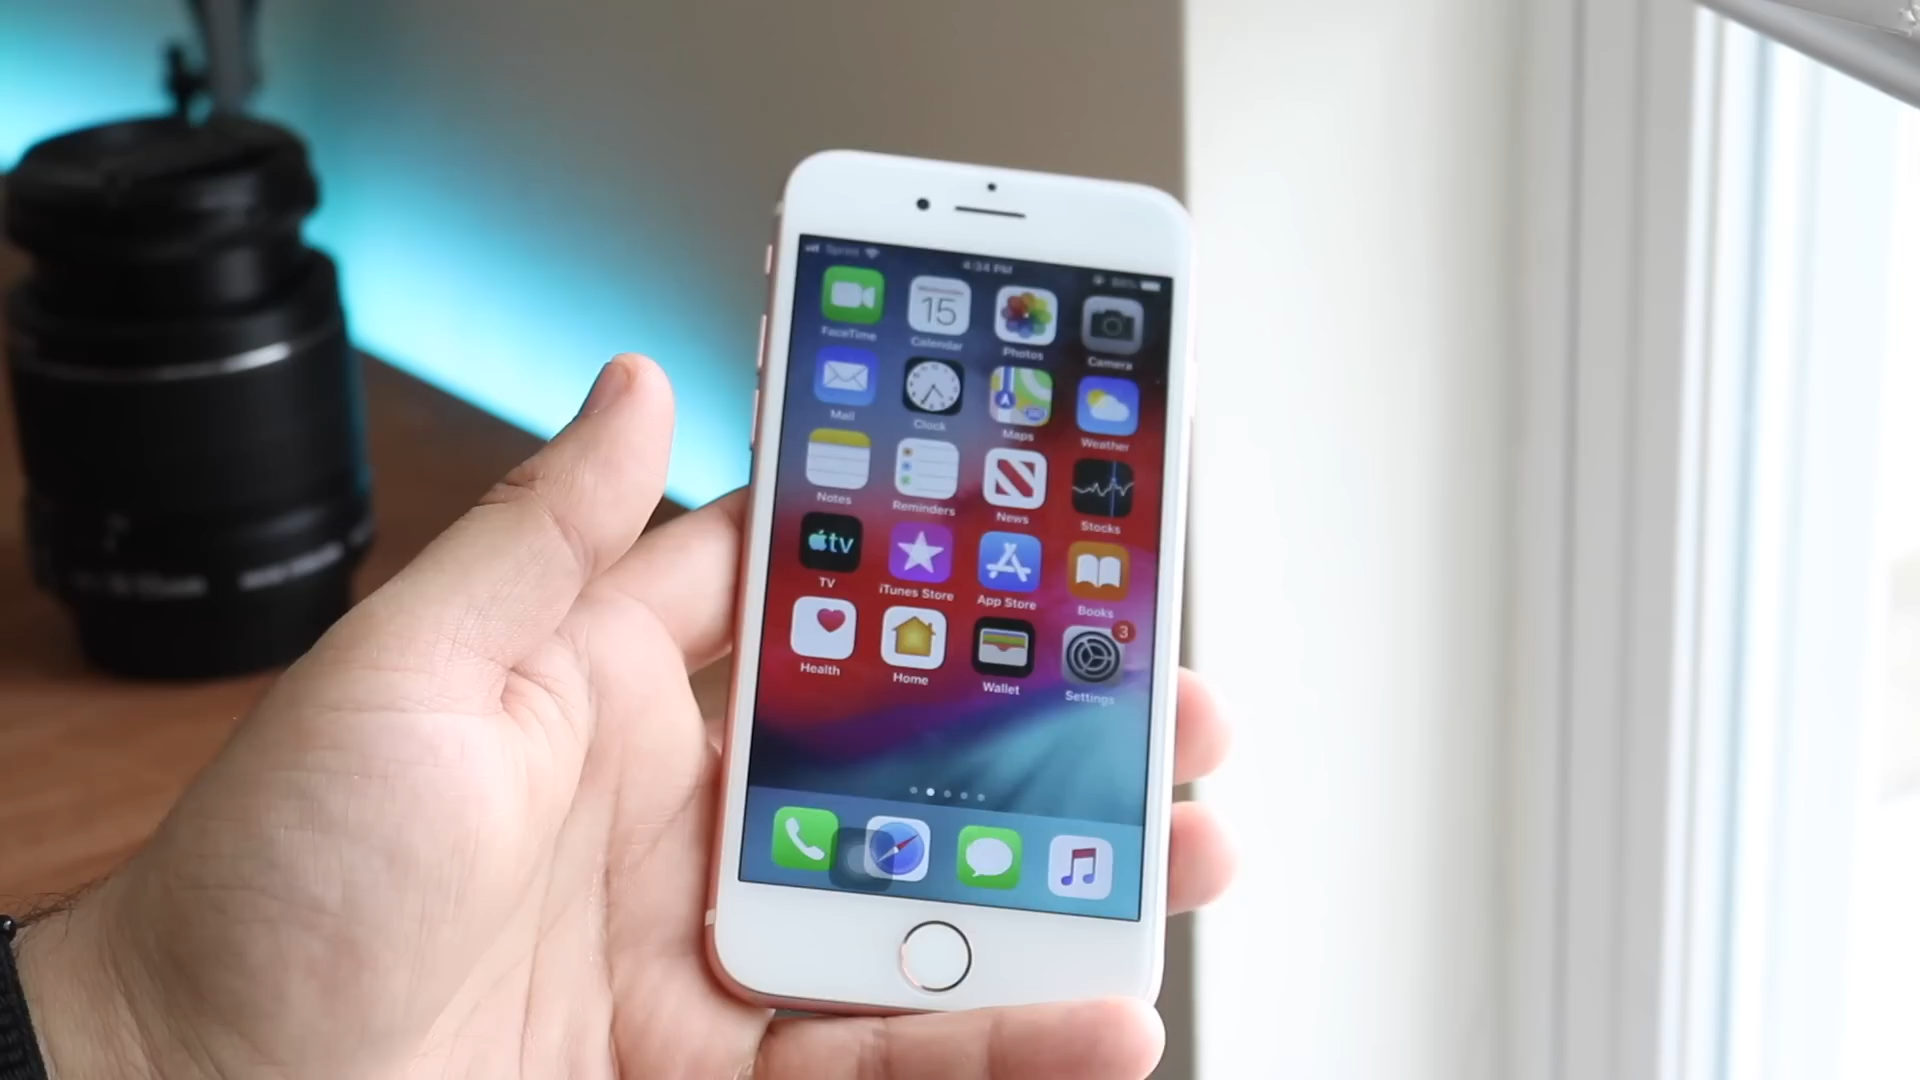 Sprint
4:34 PM
15
FaceTime Calendar Photos Camera
Mail Clock Maps Weather
Notes Reminders News Stocks
tv
TV iTunes Store App Store Books
3
Health Home Wallet Settings